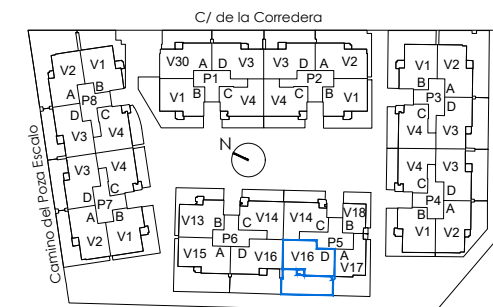 C/ de la Corredera
V2 V1
A B
P8
D C
V3 V4
V30 A D V3
P1
V1 B C V4
V3 D A V2
P2
V4 C B V1
V1 V2
B A
P3
C D
V4 V3
N
V3 V4
D C
P7
A B
V2 V1
V4 V3
C D
P4
B A
V1 V2
V13 B C V14
P6
V15 A D V16
V14 C B V18
P5
V16 D A V17
Camino del Poza Escalo